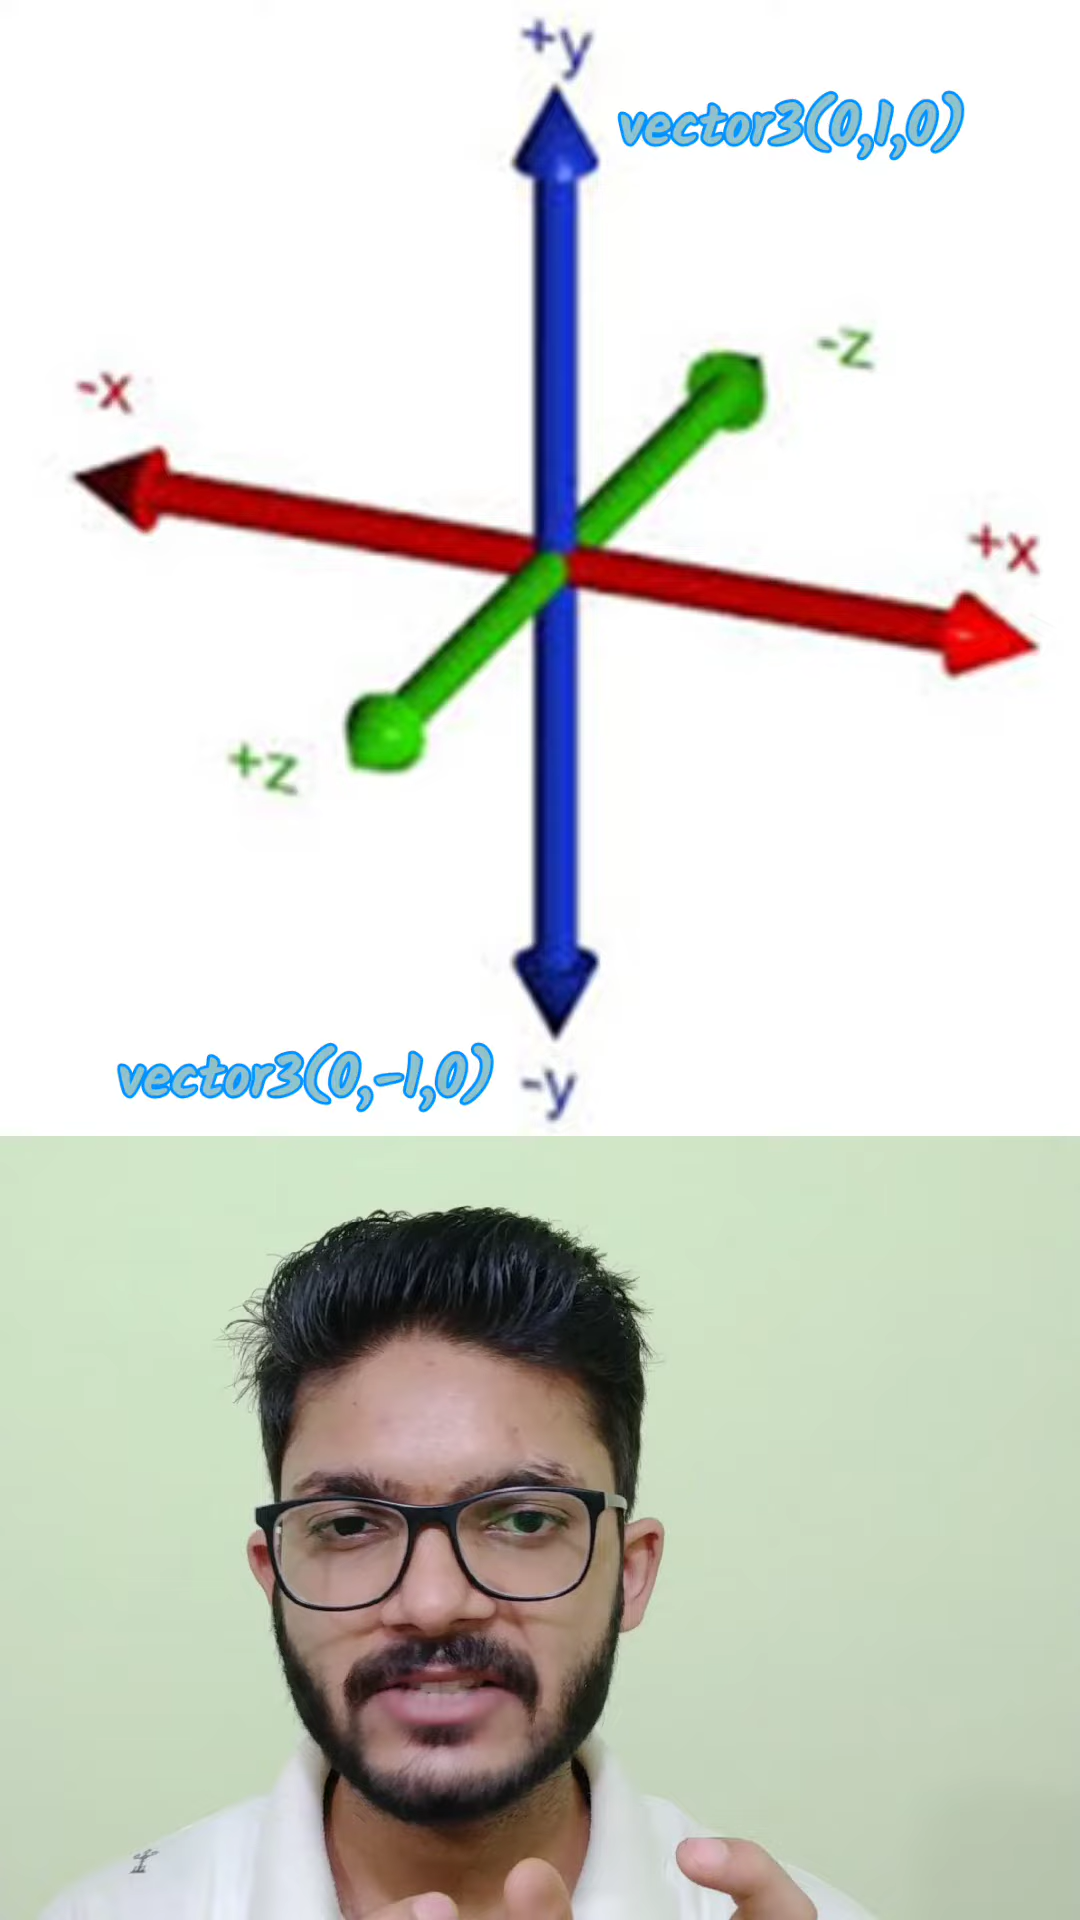 +y
vector3(0,1,0)
-z
-x
+x
+z
vector3(0,-1,0)
-y